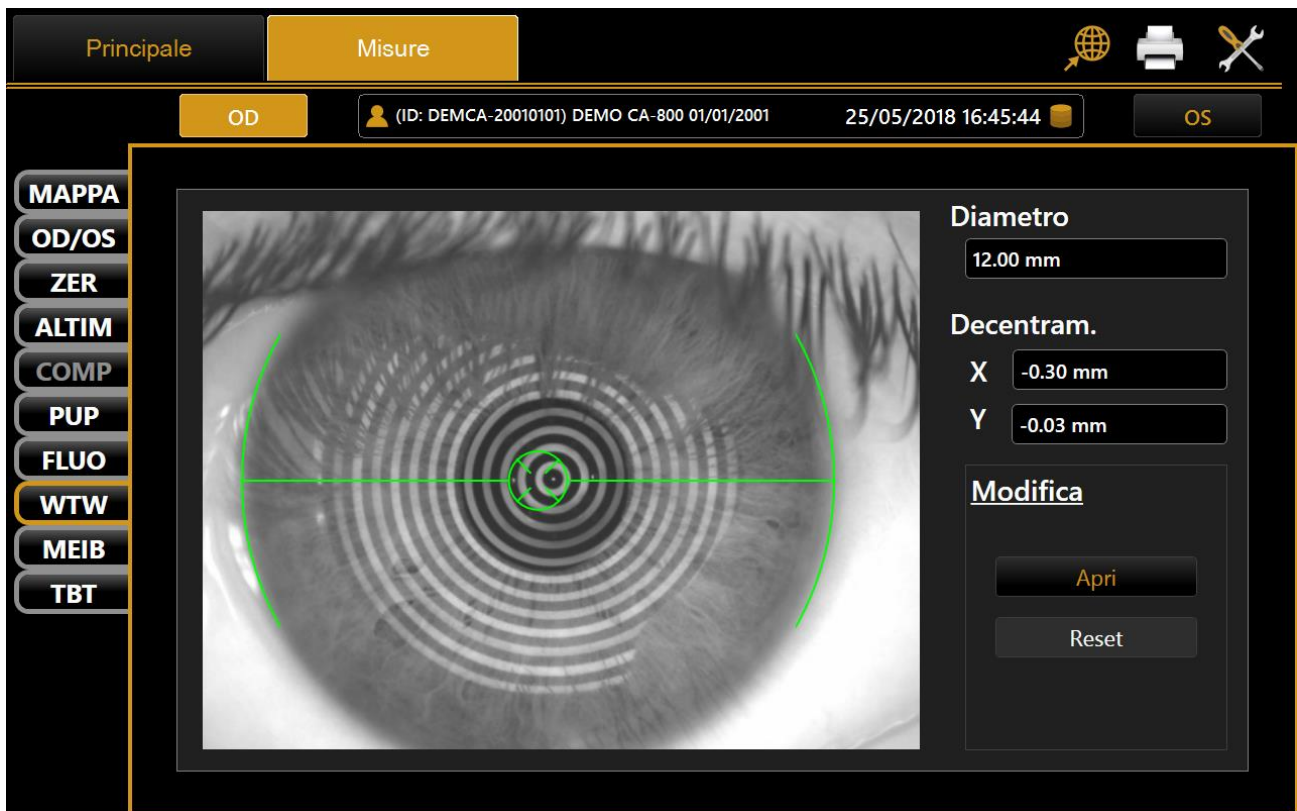 Principale
Misure
OD
(ID: DEMCA-20010101) DEMO CA-800 01/01/2001
25/05/2018 16:45:44
OS
MAPPA
OD/OS
ZER
ALTIM
COMP
PUP
FLUO
WTW
MEIB
TBT
Diametro
12.00 mm
Decentram.
X -0.30 mm
Y -0.03 mm
Modifica
Apri
Reset